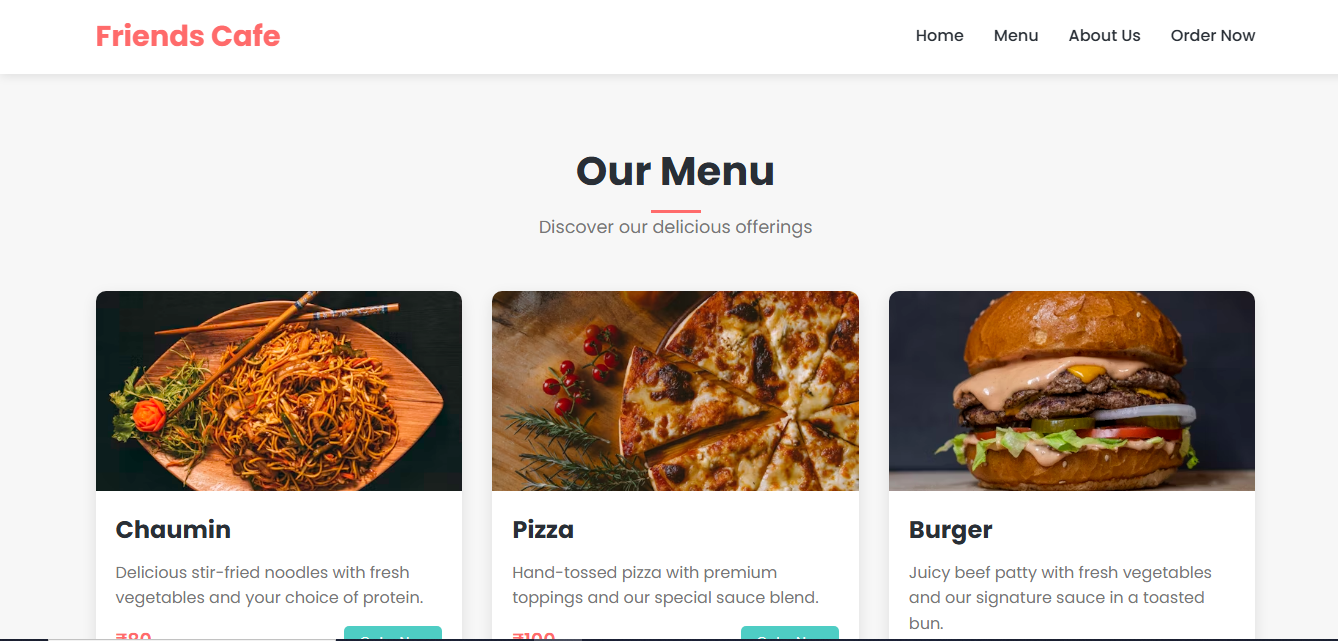 Friends Cafe
Home Menu About Us Order Now
Our Menu
Discover our delicious offerings
Chaumin
Delicious stir-fried noodles with fresh
vegetables and your choice of protein.
Pizza
Hand-tossed pizza with premium
toppings and our special sauce blend.
Burger
Juicy beef patty with fresh vegetables
and our signature sauce in a toasted
bun.
₹80
₹100